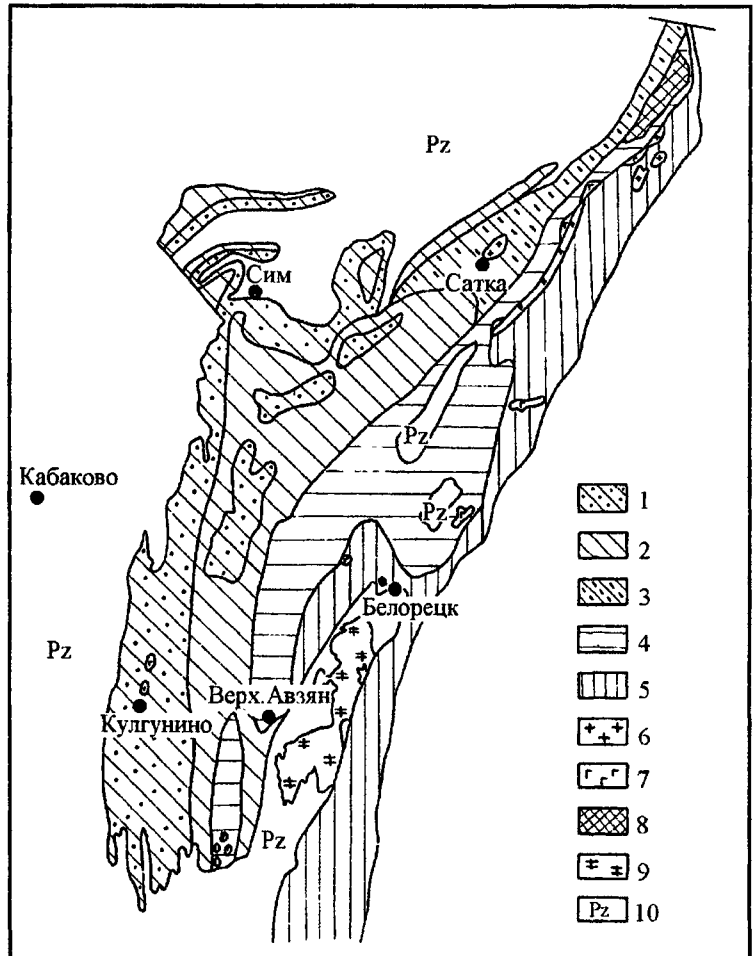 Pz
Сим
Сатка
Pz
Кабаково
Pz
Белорецк
Pz
Верх. Авзян
Кулгунино
Pz
1
2
3
4
5
6
7
8
9
Pz 10